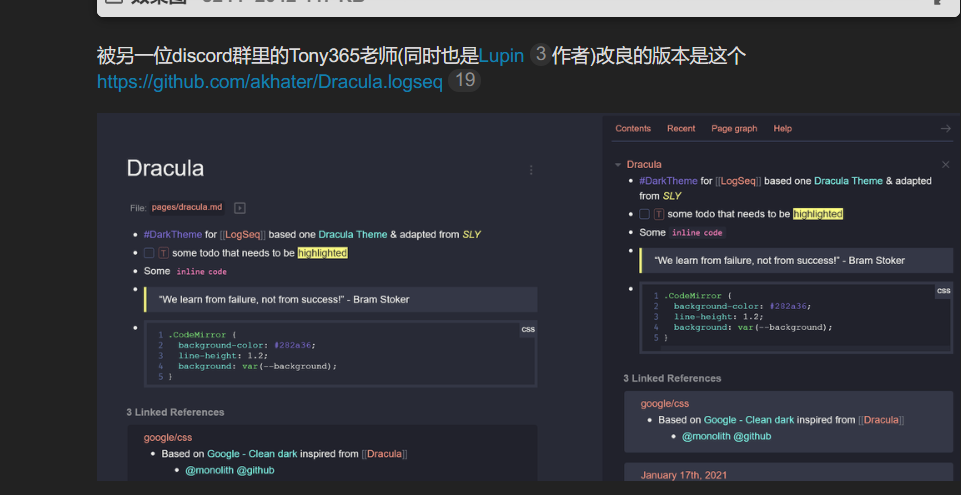 被另一位discord群里的Tony365老师(同时也是Lupin 3作者)改良的版本是这个
https://github.com/akhater/Dracula.logseq 19
Dracula
File: pages/dracula.md
#DarkTheme for [[LogSeq]] based one Dracula Theme & adapted from SLY
T some todo that needs to be highlighted
Some inline code
"We learn from failure, not from success!" - Bram Stoker
css
1 .CodeMirror {
2 background-color: #282a36;
3 line-height: 1.2;
4 background: var(--background);
5 }
3 Linked References
google/css
Based on Google - Clean dark inspired from [[Dracula]]
@monolith @github
Contents Recent Page graph Help
Dracula
#DarkTheme for [[LogSeq]] based one Dracula Theme & adapted
from SLY
T some todo that needs to be highlighted
Some inline code
"We learn from failure, not from success!" - Bram Stoker
css
1 .CodeMirror {
2 background-color: #282a36;
3 line-height: 1.2;
4 background: var(--background);
5 }
3 Linked References
google/css
Based on Google - Clean dark inspired from [[Dracula]]
@monolith @github
January 17th, 2021